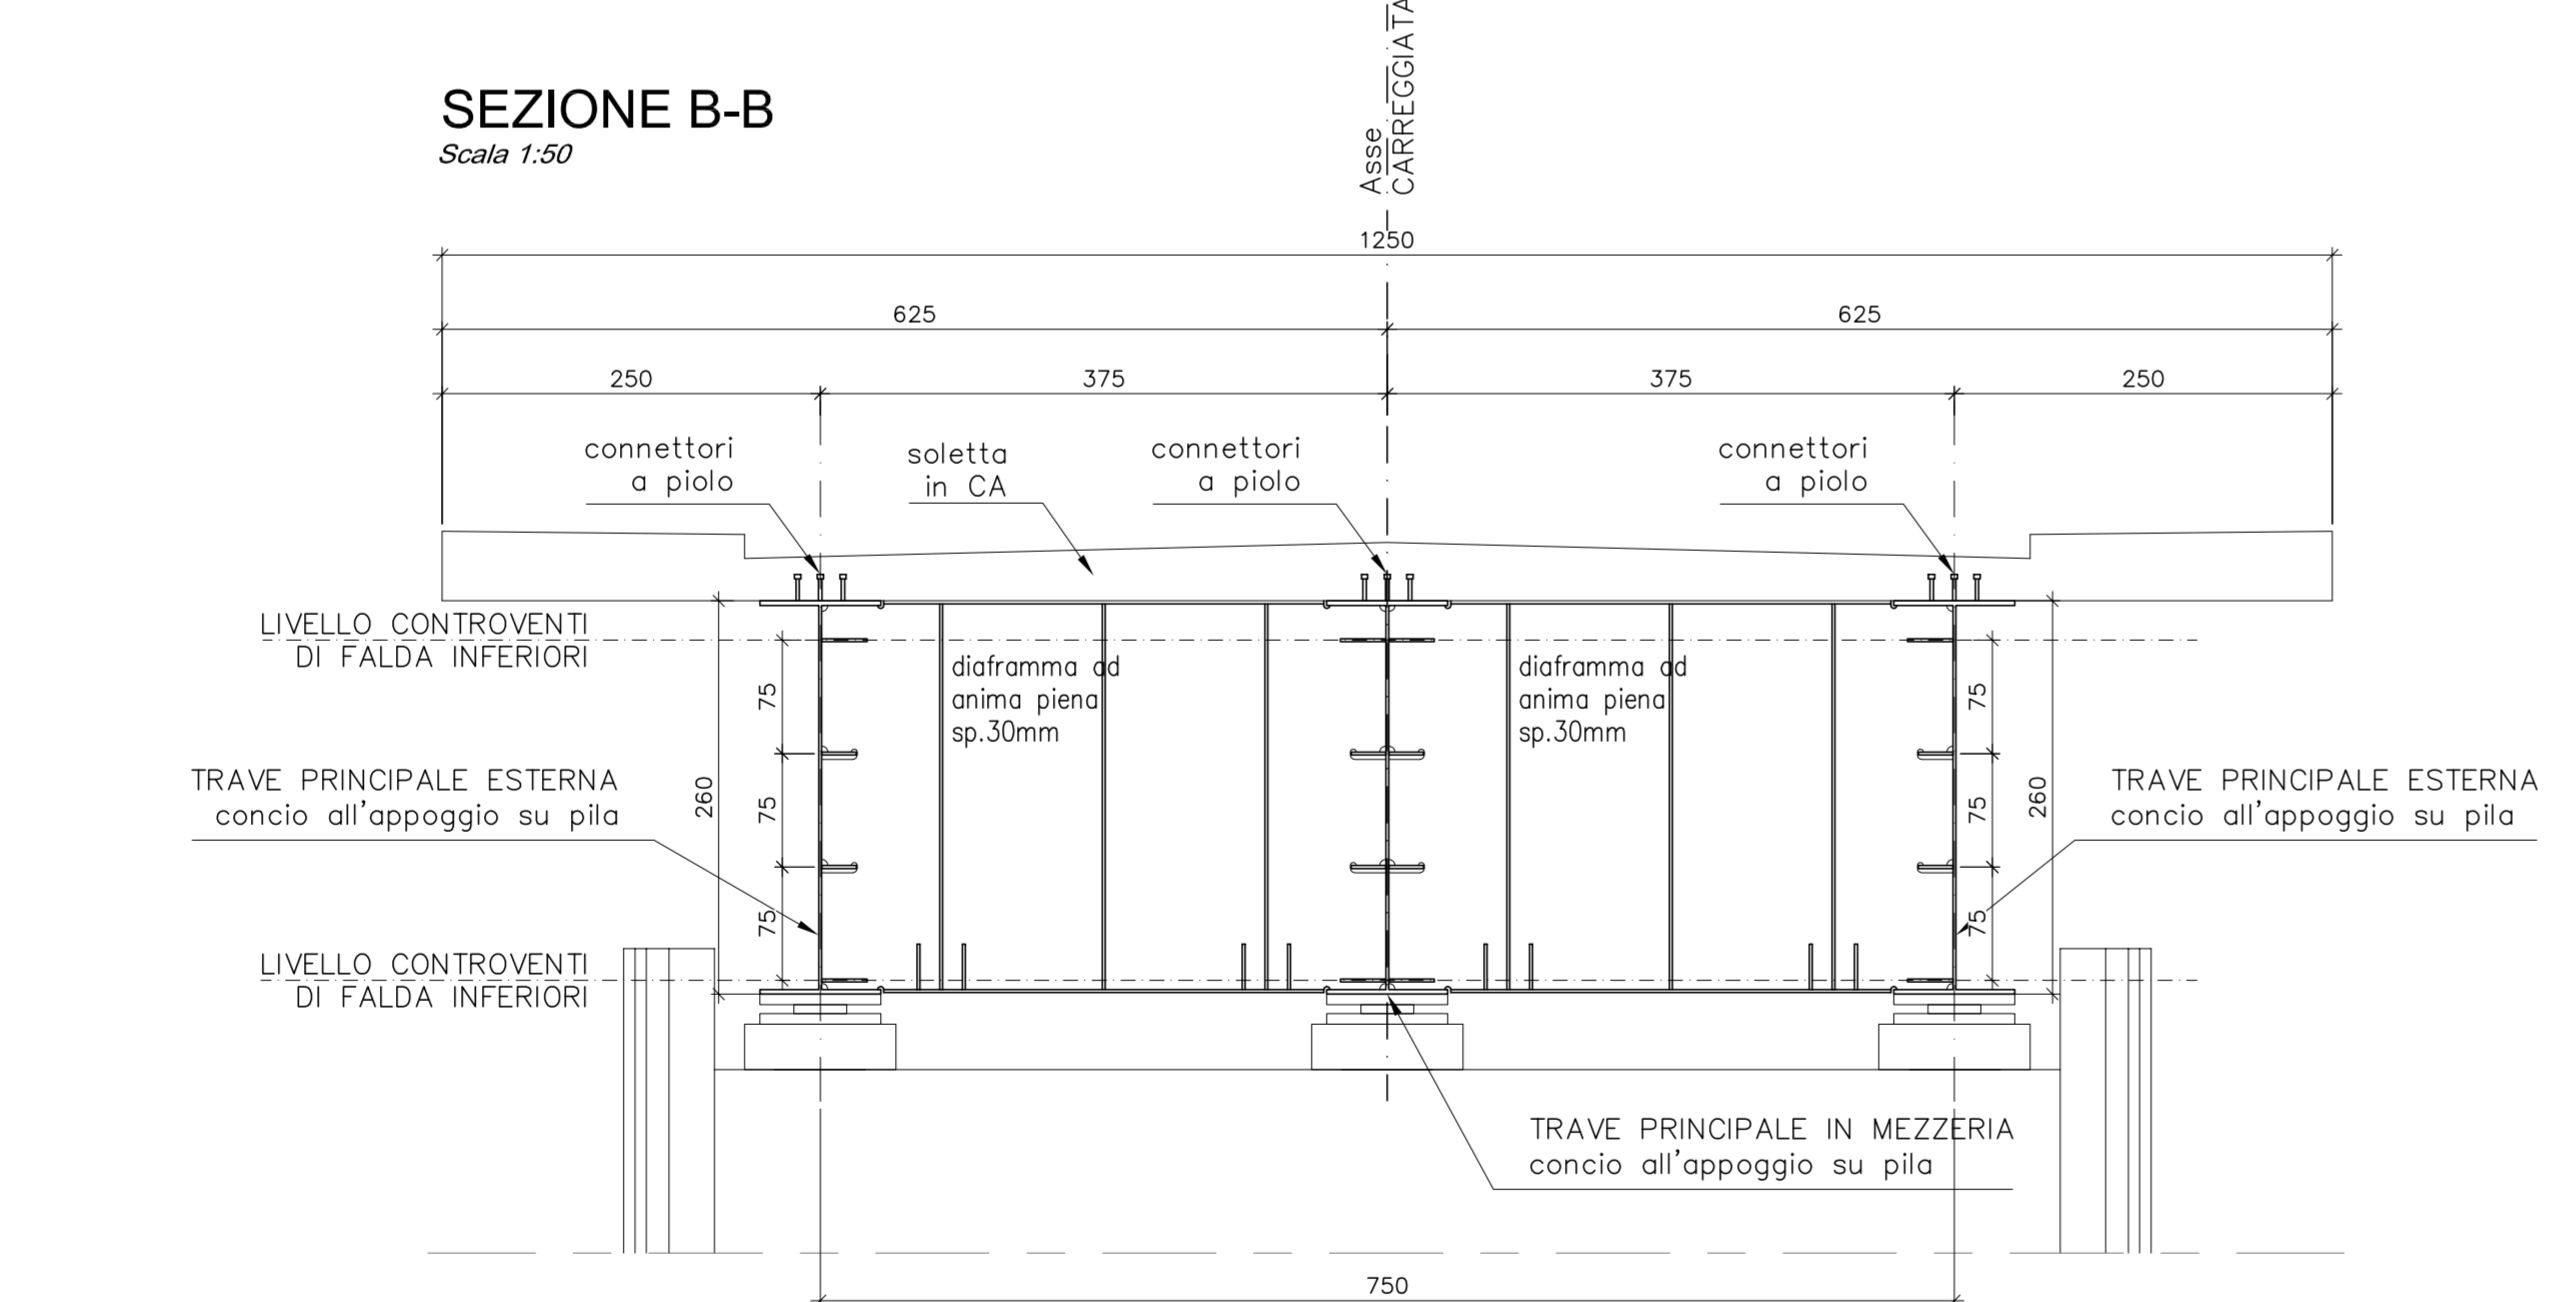 Asse
CARREGGIATA
SEZIONE B-B
Scala 1:50
1250
625
625
250
375
375
250
connettori
a piolo
soletta
in CA
connettori
a piolo
connettori
a piolo
LIVELLO CONTROVENTI
DI FALDA INFERIORI
diaframma ad
anima piena
sp.30mm
diaframma ad
anima piena
sp.30mm
75
75
TRAVE PRINCIPALE ESTERNA
concio all'appoggio su pila
260
75
75
260
TRAVE PRINCIPALE ESTERNA
concio all'appoggio su pila
75
75
LIVELLO CONTROVENTI
DI FALDA INFERIORI
TRAVE PRINCIPALE IN MEZZERIA
concio all'appoggio su pila
750